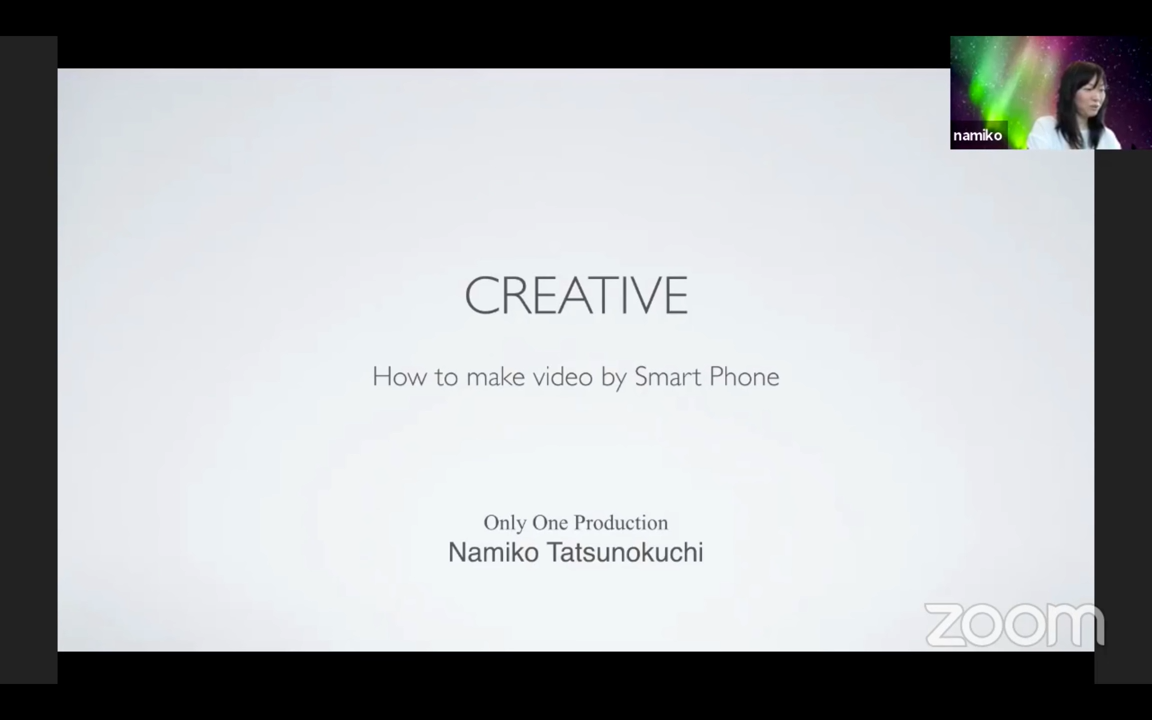 namiko
CREATIVE
How to make video by Smart Phone
Only One Production
Namiko Tatsunokuchi
zoom